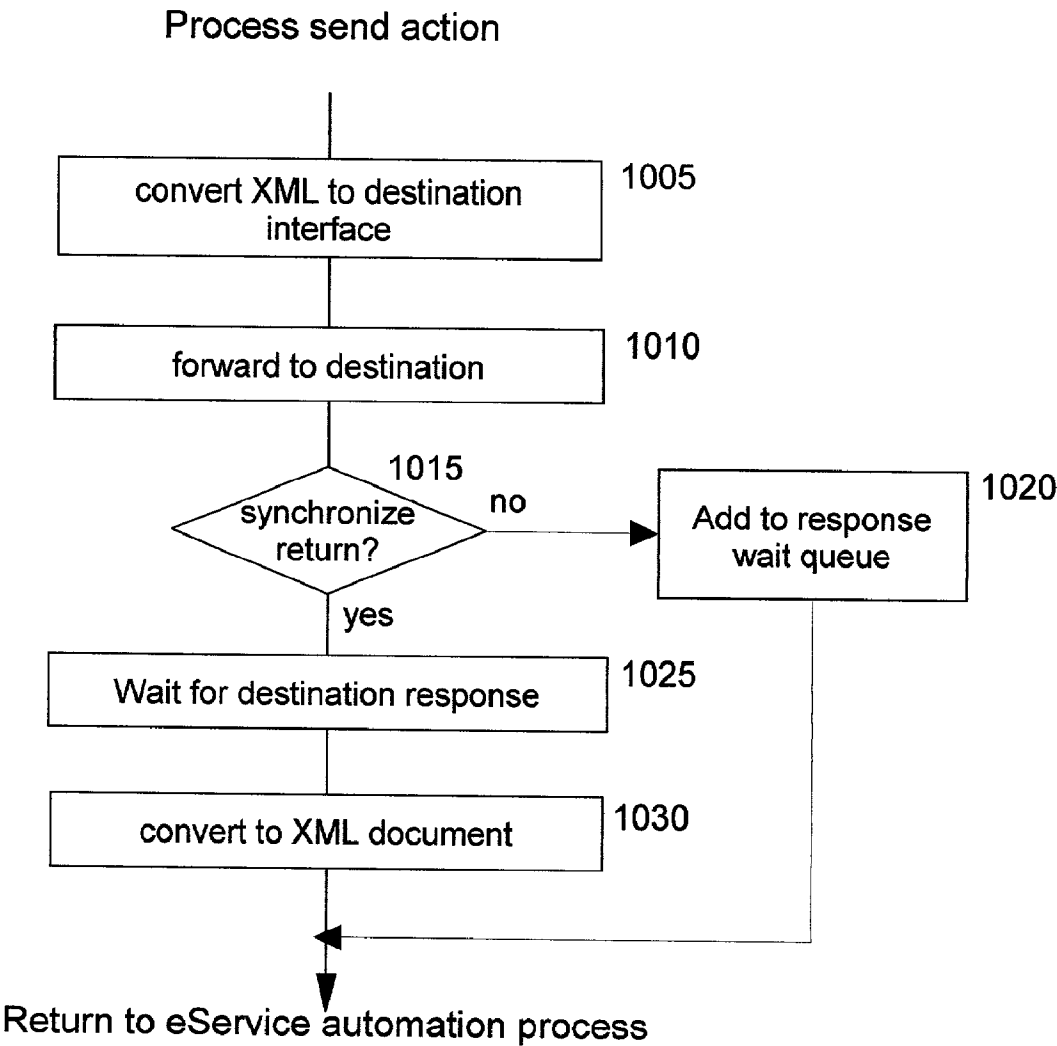 Process send action
1005
convert XML to destination
interface
1010
forward to destination
1015
synchronize
return?
no
1020
Add to response
wait queue
yes
1025
Wait for destination response
1030
convert to XML document
Return to eService automation process